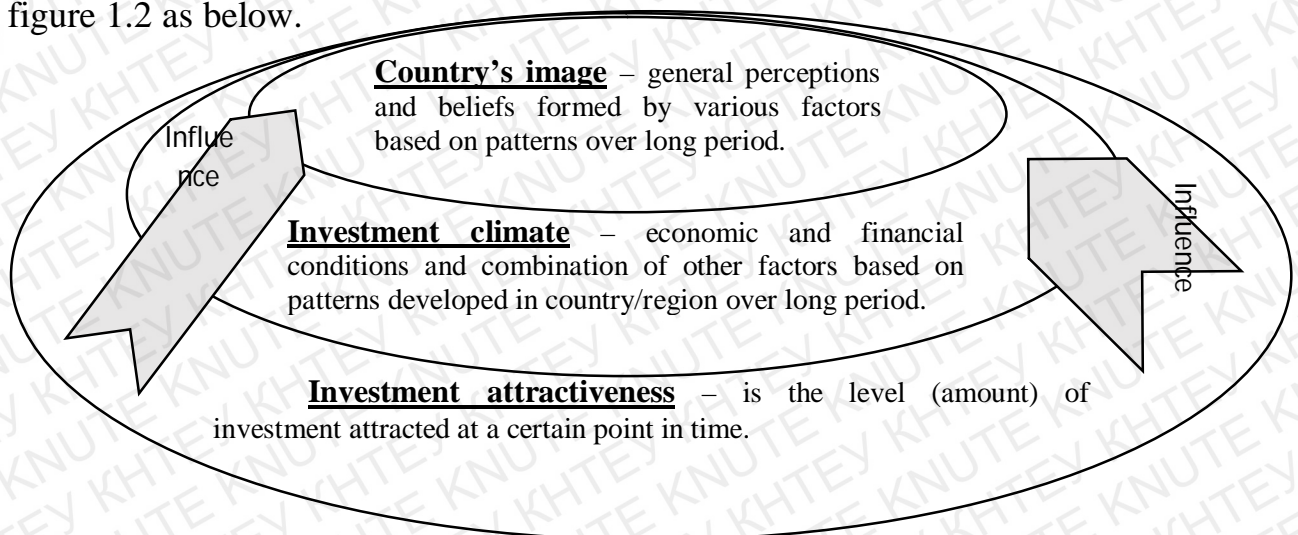 figure 1.2 as below.
Country's image – general perceptions
and beliefs formed by various factors
based on patterns over long period.
Influe
nce
Influence
Investment climate – economic and financial
conditions and combination of other factors based on
patterns developed in country/region over long period.
Investment attractiveness – is the level (amount) of
investment attracted at a certain point in time.